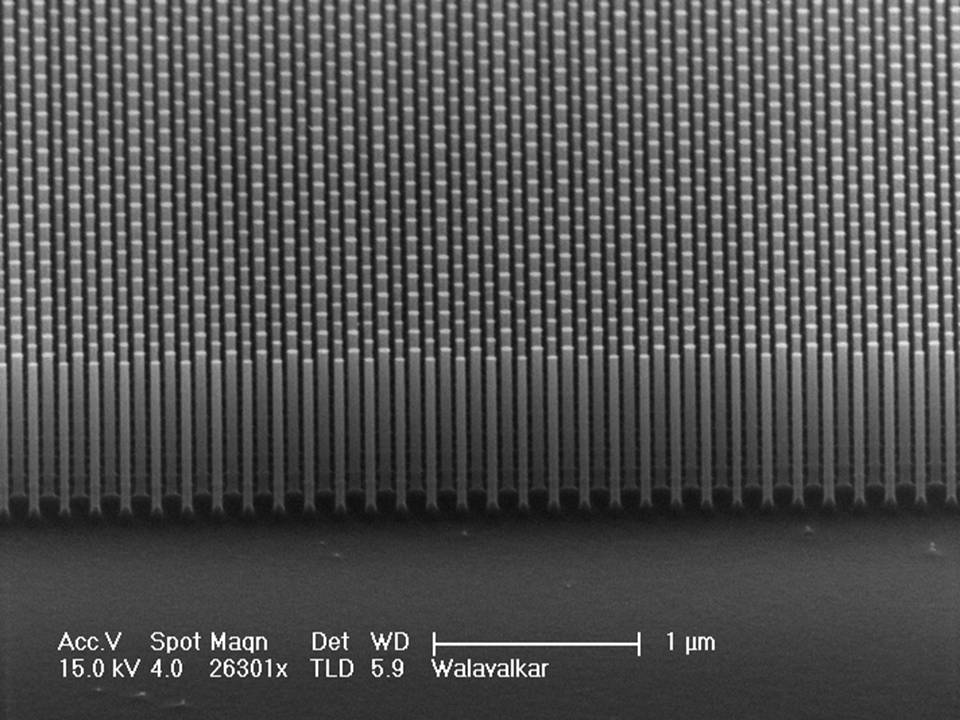 Acc.V Spot Magn Det WD 1 µm
15.0 kV 4.0 26301x TLD 5.9 Walavalkar